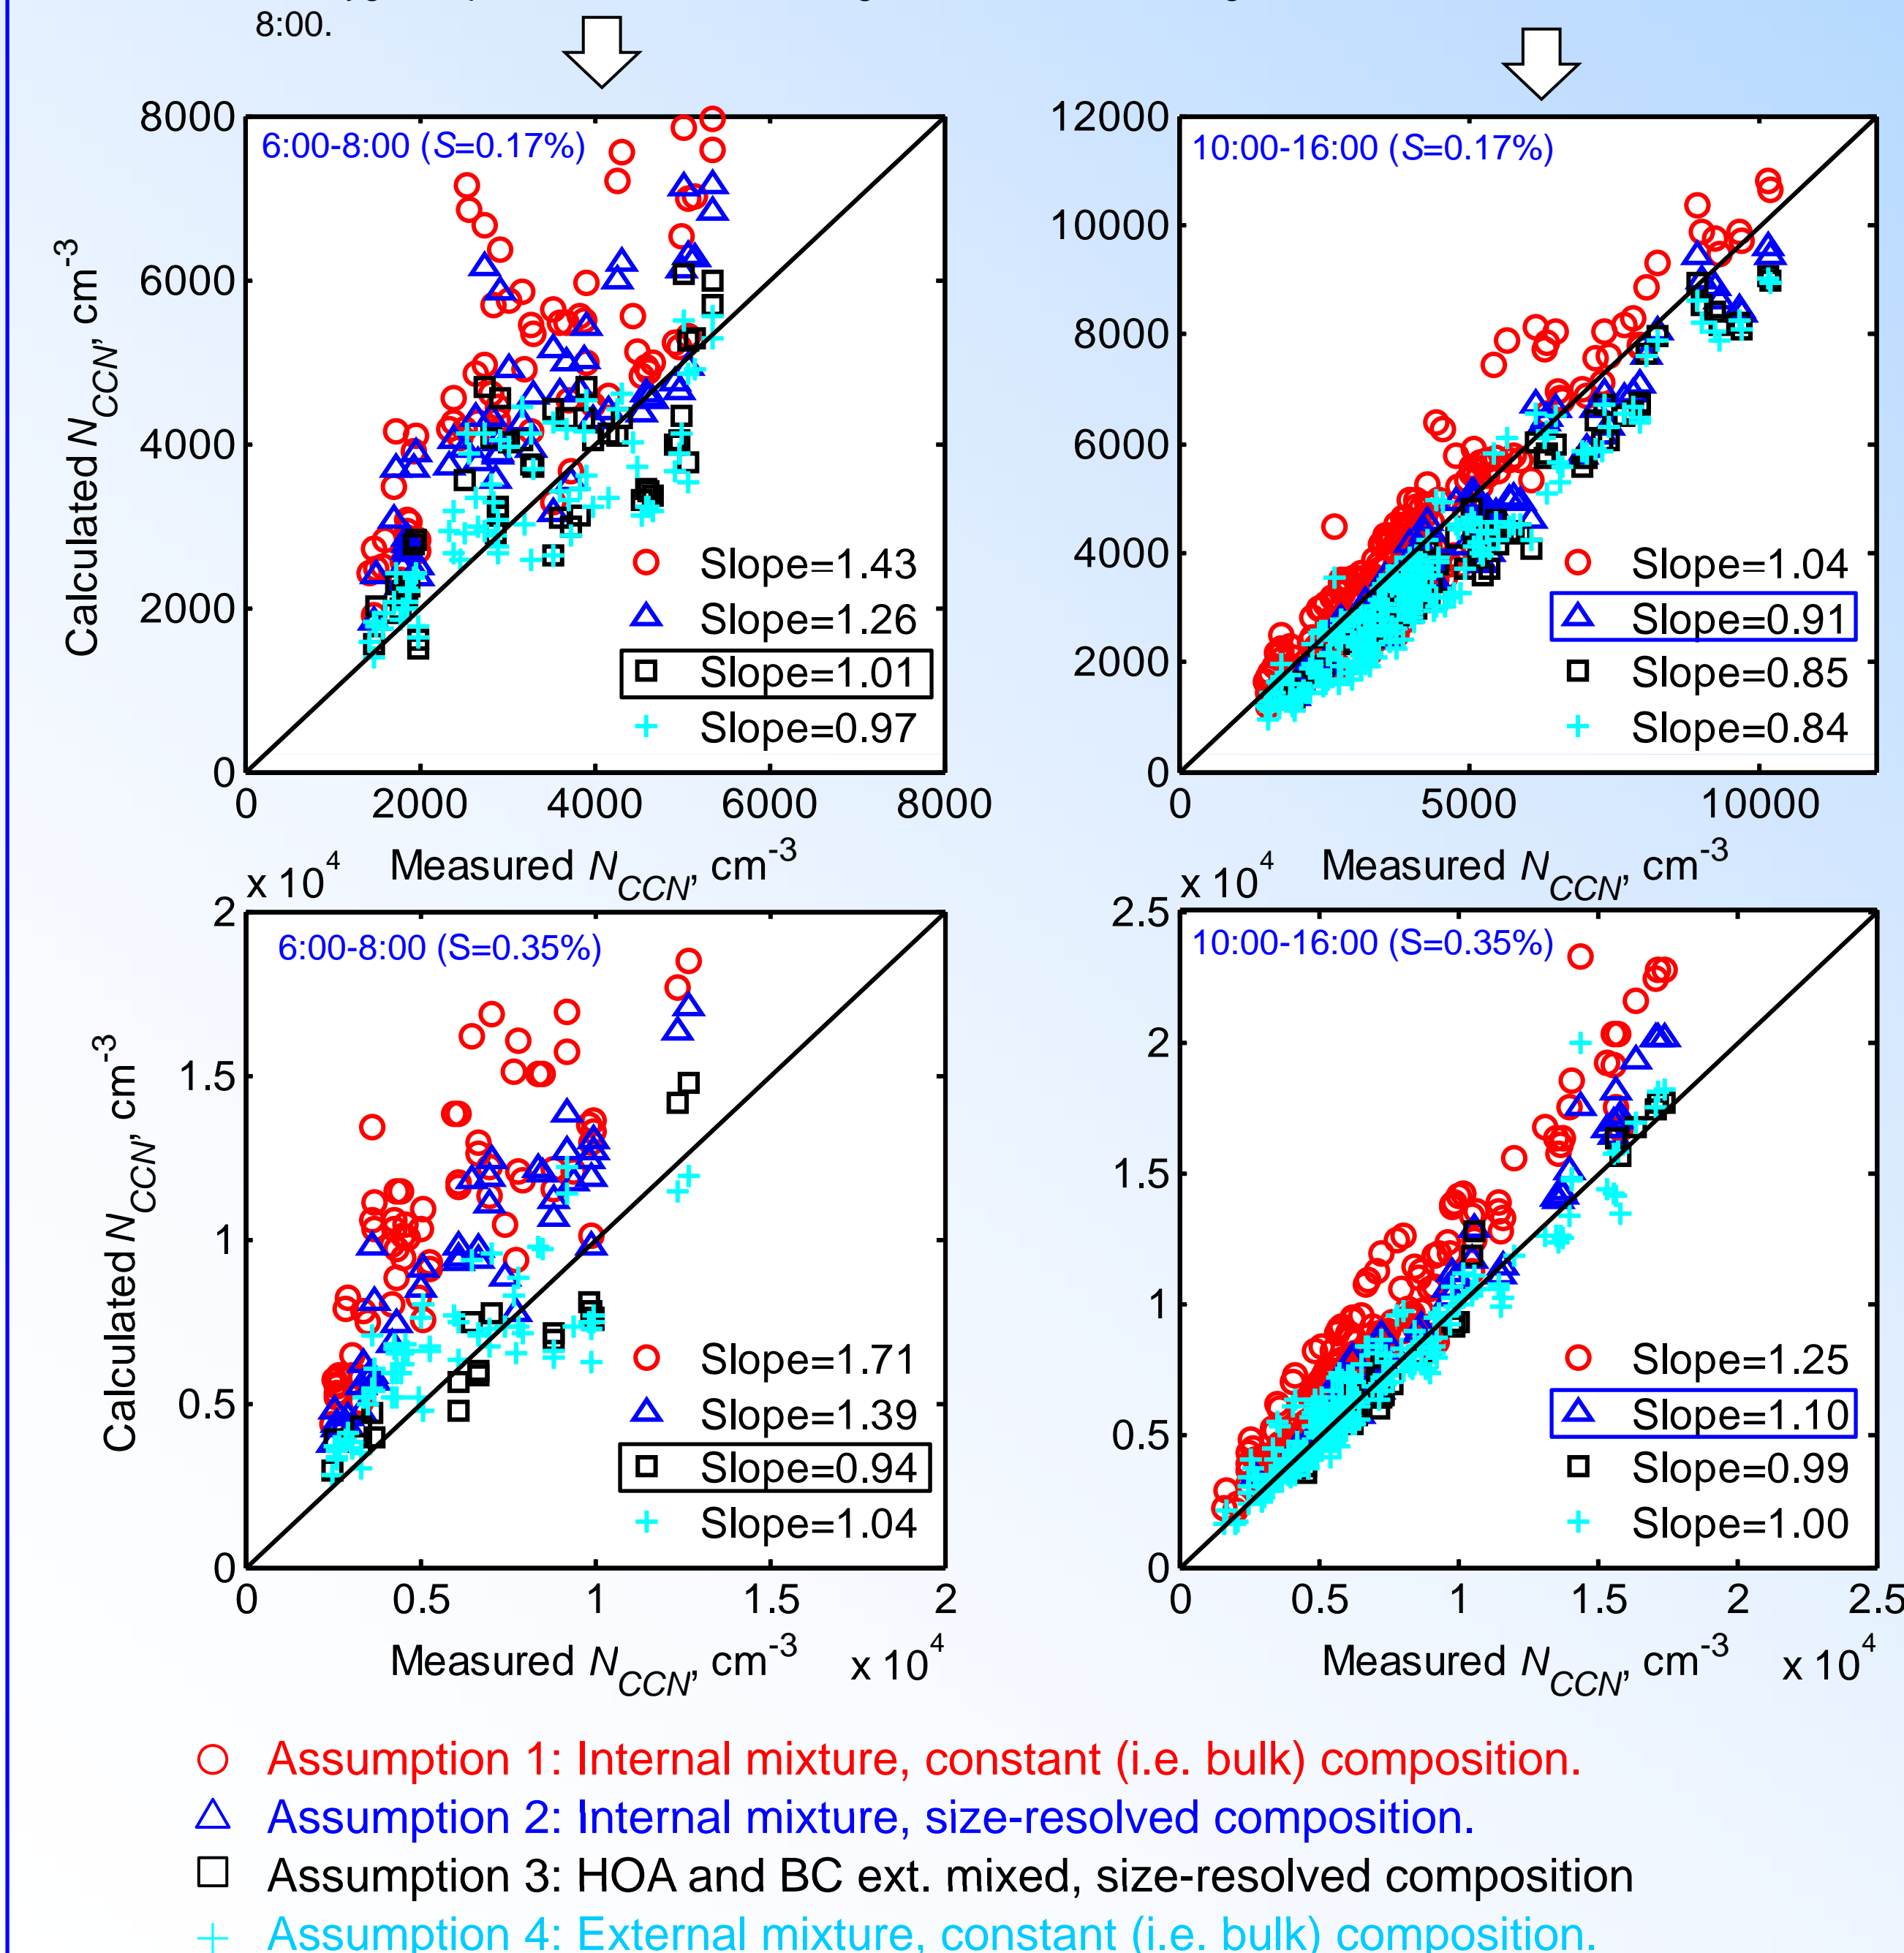 8:00.
8000
6000
4000
2000
0
Calculated N_CCN, cm-3
6:00-8:00 (S=0.17%)
Slope=1.43
Slope=1.26
Slope=1.01
Slope=0.97
0 2000 4000 6000 8000
Measured N_CCN, cm-3
12000
10000
8000
6000
4000
2000
0
10:00-16:00 (S=0.17%)
Slope=1.04
Slope=0.91
Slope=0.85
Slope=0.84
0 5000 10000
Measured N_CCN, cm-3
x 10^4
2
1.5
1
0.5
0
Calculated N_CCN, cm-3
6:00-8:00 (S=0.35%)
Slope=1.71
Slope=1.39
Slope=0.94
Slope=1.04
0 0.5 1 1.5 2
Measured N_CCN, cm-3 x 10^4
x 10^4
2.5
2
1.5
1
0.5
0
10:00-16:00 (S=0.35%)
Slope=1.25
Slope=1.10
Slope=0.99
Slope=1.00
0 0.5 1 1.5 2 2.5
Measured N_CCN, cm-3 x 10^4
Assumption 1: Internal mixture, constant (i.e. bulk) composition.
Assumption 2: Internal mixture, size-resolved composition.
Assumption 3: HOA and BC ext. mixed, size-resolved composition
Assumption 4: External mixture, constant (i.e. bulk) composition.